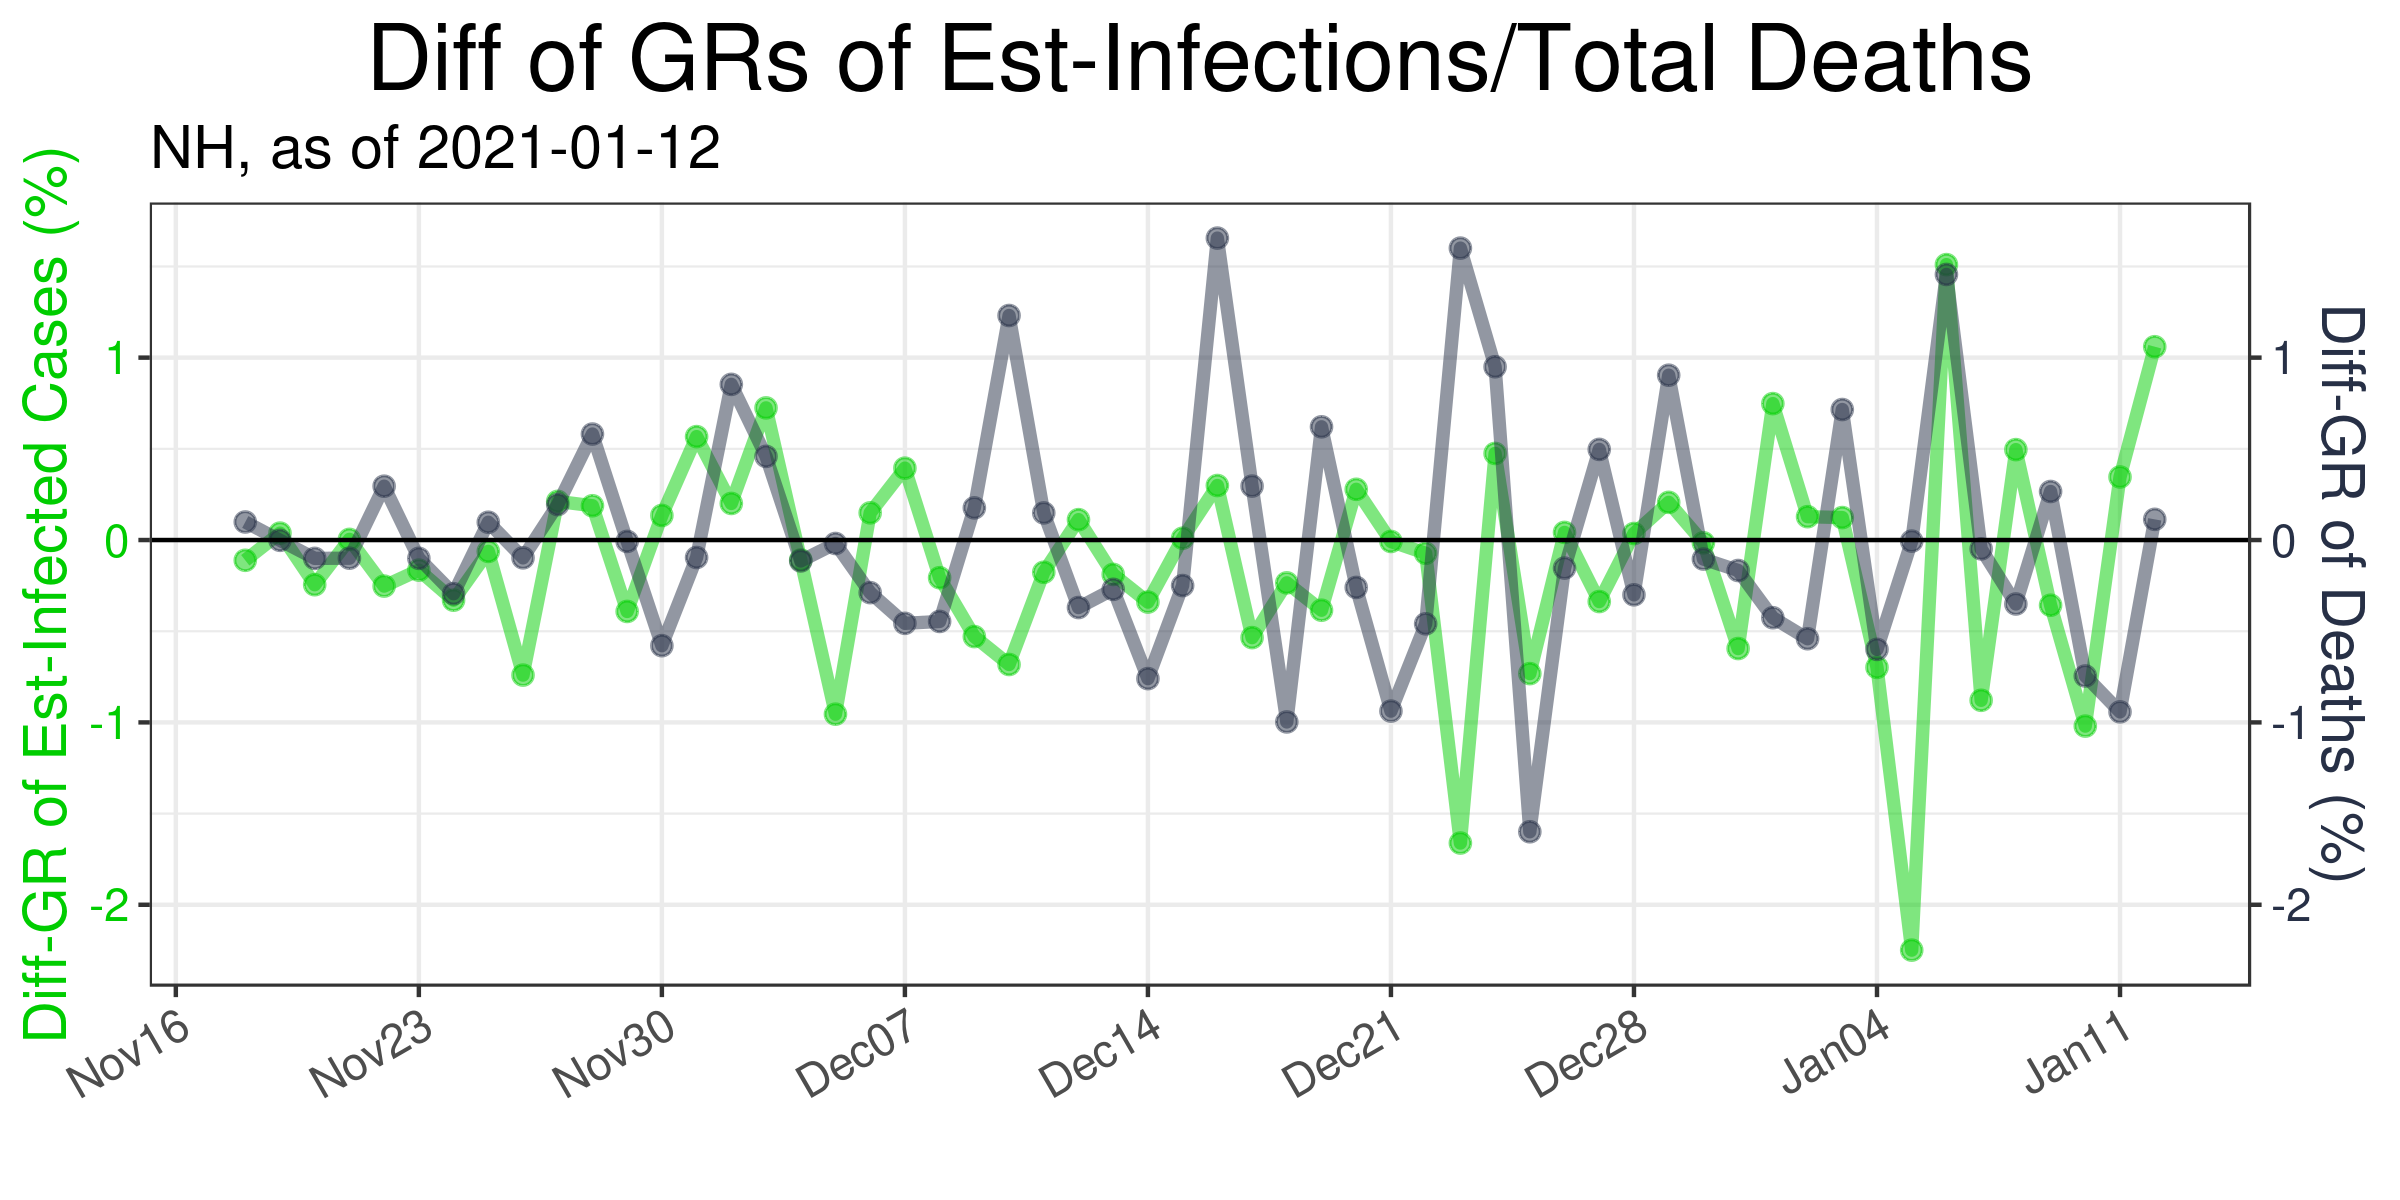 Diff of GRs of Est-Infections/Total Deaths
NH, as of 2021-01-12
Diff-GR of Est-Infected Cases (%)
1
0
-1
-2
1
0
-1
-2
Diff-GR of Deaths (%)
Nov16
Nov23
Nov30
Dec07
Dec14
Dec21
Dec28
Jan04
Jan11